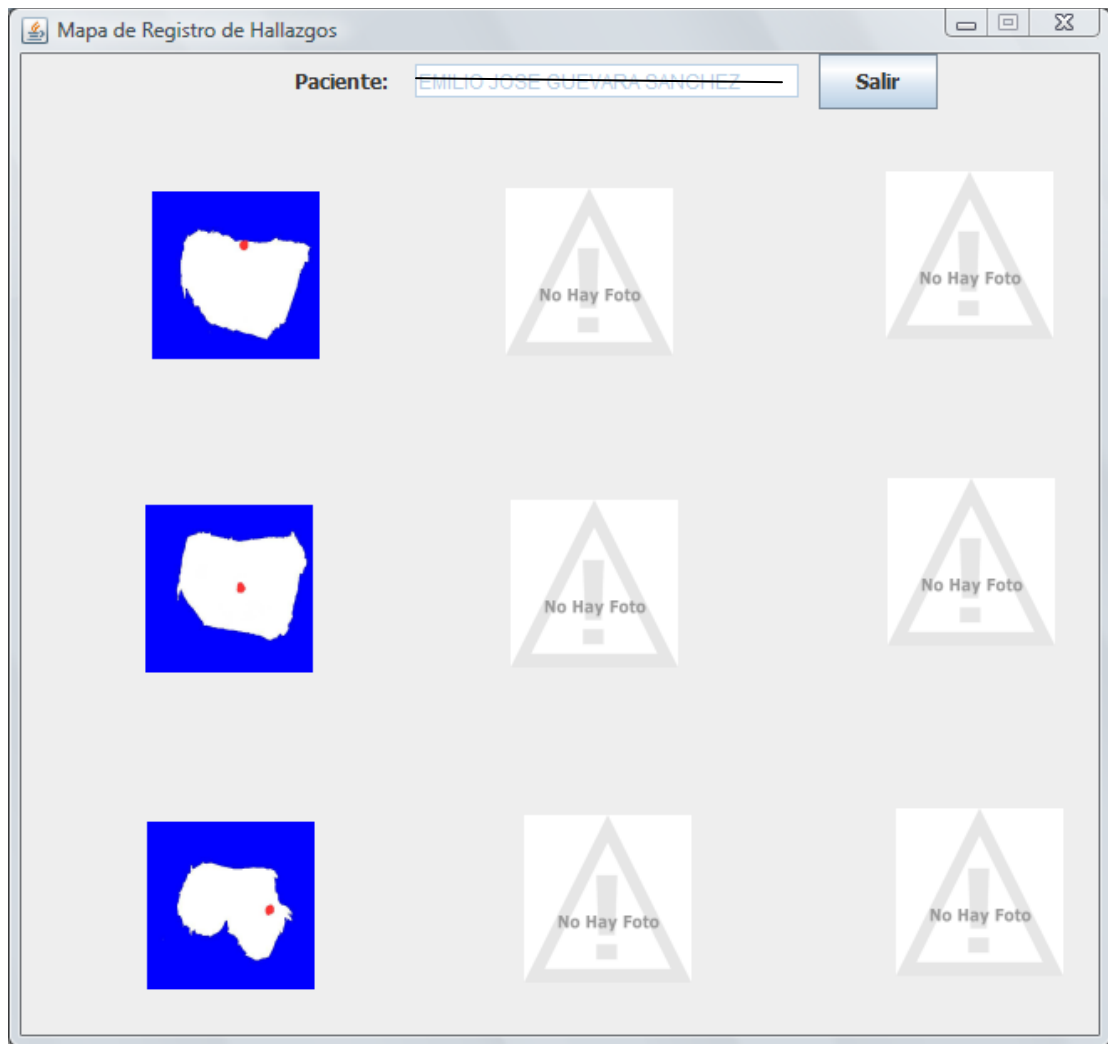 Mapa de Registro de Hallazgos
Paciente: EMILIO JOSE GUEVARA SANCHEZ Salir
No Hay Foto No Hay Foto
No Hay Foto No Hay Foto
No Hay Foto No Hay Foto